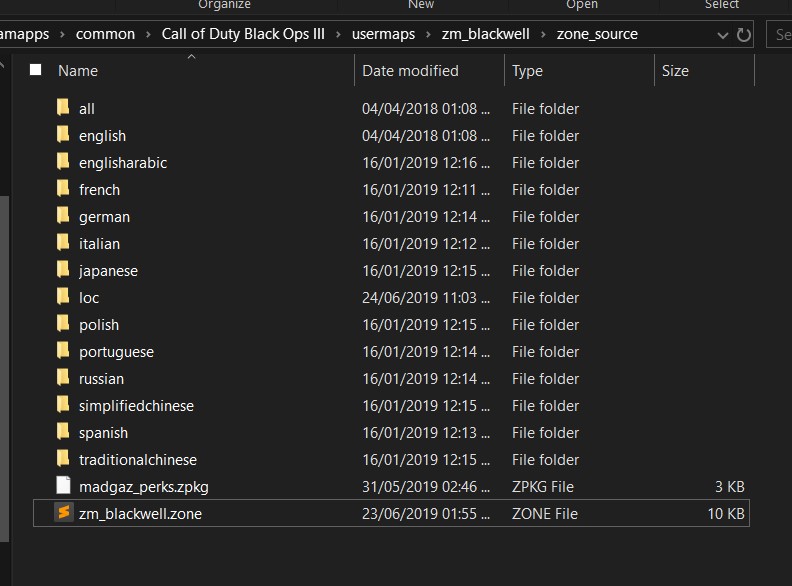 Organize New Open Select
amapps › common › Call of Duty Black Ops III › usermaps › zm_blackwell › zone_source Se
Name Date modified Type Size
all 04/04/2018 01:08 ... File folder
english 04/04/2018 01:08 ... File folder
englisharabic 16/01/2019 12:16 ... File folder
french 16/01/2019 12:11 ... File folder
german 16/01/2019 12:14 ... File folder
italian 16/01/2019 12:12 ... File folder
japanese 16/01/2019 12:15 ... File folder
loc 24/06/2019 11:03 ... File folder
polish 16/01/2019 12:15 ... File folder
portuguese 16/01/2019 12:14 ... File folder
russian 16/01/2019 12:14 ... File folder
simplifiedchinese 16/01/2019 12:15 ... File folder
spanish 16/01/2019 12:13 ... File folder
traditionalchinese 16/01/2019 12:15 ... File folder
madgaz_perks.zpkg 31/05/2019 02:46 ... ZPKG File 3 KB
zm_blackwell.zone 23/06/2019 01:55 ... ZONE File 10 KB